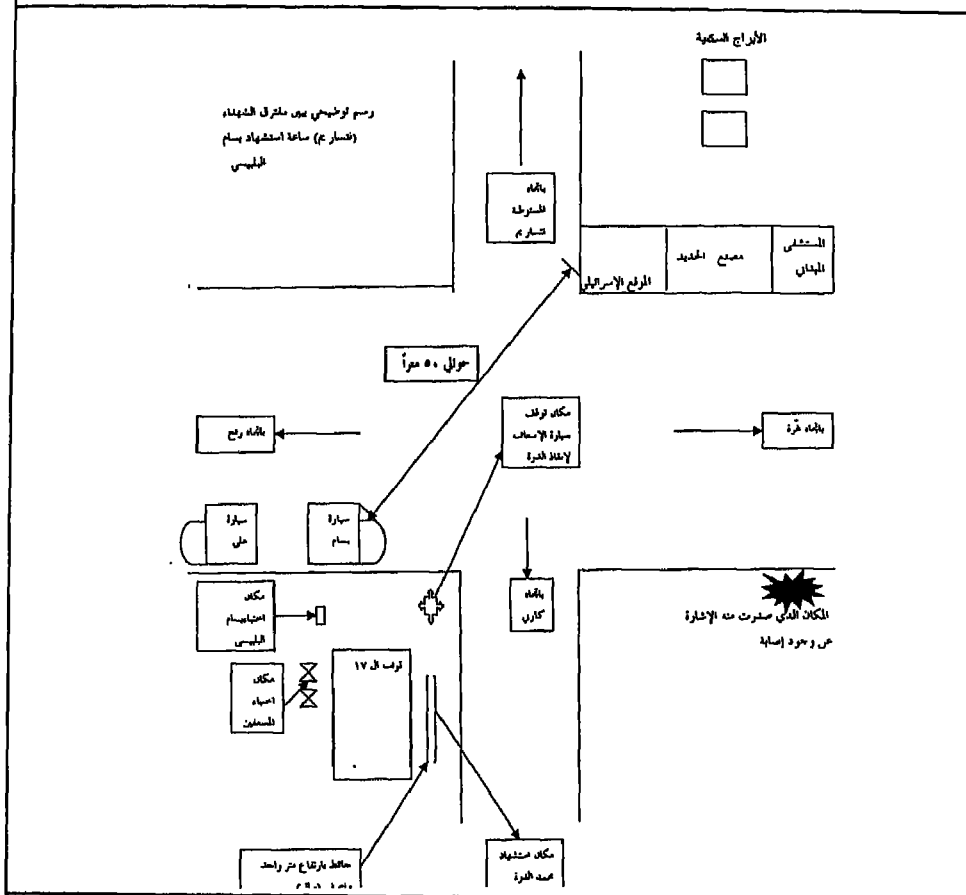 الأبراج السكنية
رسم توضيحي يبين مفترق الشهداء
(نتساريم) ساعة استشهاد بسام
البلبيسي
باتجاه
المستوطنة
نتساريم
المستشفى
الميداني
مصنع الحديد
الموقع الإسرائيلي
حوالي ٥٠ متراً
مكان توقف
سيارة الإسعاف
لإنقاذ الدرة
باتجاه رفح
باتجاه غزة
سيارة
علي
سيارة
بسام
باتجاه
كارني
المكان الذي صدرت منه الإشارة
عن وجود إصابة
مكان
بسام
البلبيسي
قوات ال ١٧
مكان
المسعفين
حائط بارتفاع متر واحد
مكان استشهاد
محمد الدرة